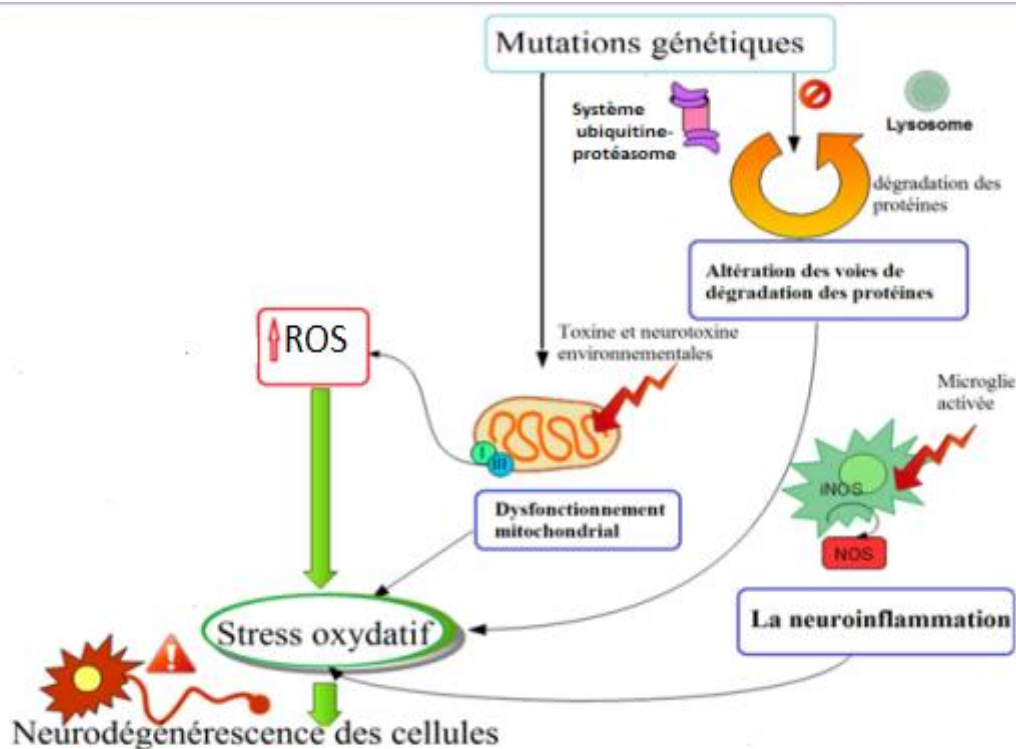 Mutations génétiques
Système
ubiquitine-
protéasome
Lysosome
dégradation des
protéines
Altération des voies de
dégradation des protéines
ROS
Toxine et neurotoxine
environnementales
Microglie
activée
I
III
iNOS
NOS
Dysfonctionnement
mitochondrial
La neuroinflammation
Stress oxydatif
Neurodégénérescence des cellules